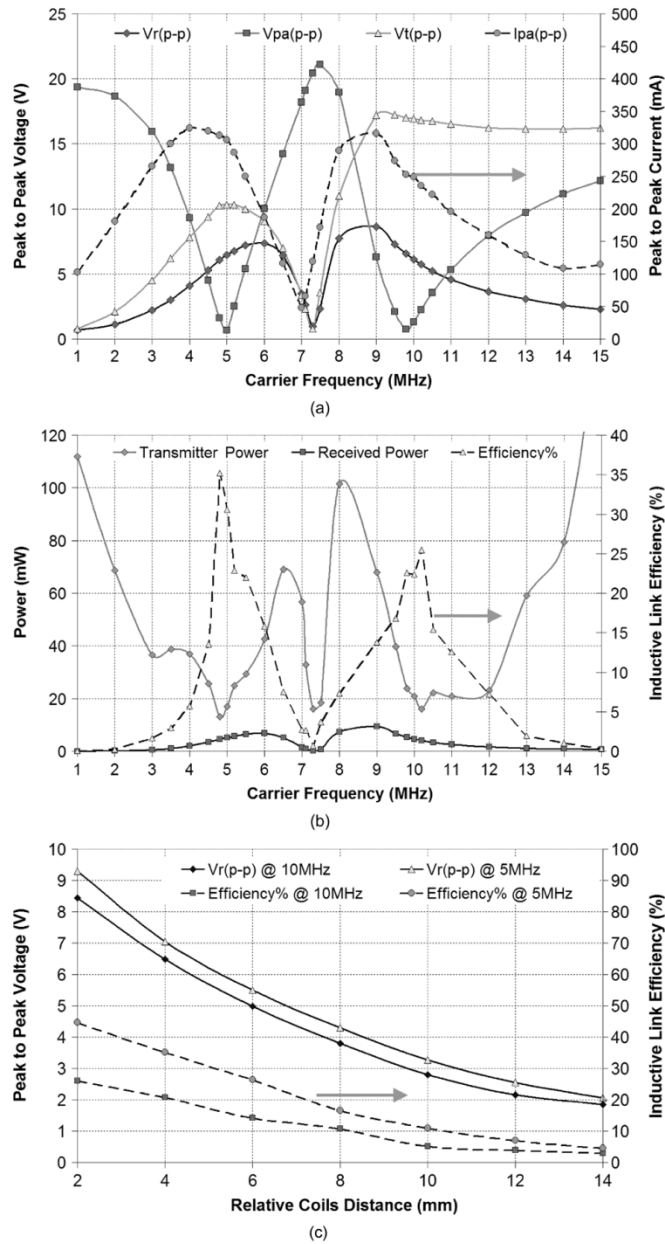 Vr(p-p) Vpa(p-p) Vt(p-p) Ipa(p-p)
Peak to Peak Voltage (V)
25
20
15
10
5
0
500
450
400
350
300
250
200
150
100
50
0
Peak to Peak Current (mA)
1 2 3 4 5 6 7 8 9 10 11 12 13 14 15
Carrier Frequency (MHz)
(a)
Transmitter Power Received Power Efficiency%
Power (mW)
120
100
80
60
40
20
0
40
35
30
25
20
15
10
5
0
Inductive Link Efficiency (%)
1 2 3 4 5 6 7 8 9 10 11 12 13 14 15
Carrier Frequency (MHz)
(b)
Vr(p-p) @ 10MHz Vr(p-p) @ 5MHz
Efficiency% @ 10MHz Efficiency% @ 5MHz
Peak to Peak Voltage (V)
10
9
8
7
6
5
4
3
2
1
0
100
90
80
70
60
50
40
30
20
10
0
Inductive Link Efficiency (%)
2 4 6 8 10 12 14
Relative Coils Distance (mm)
(c)